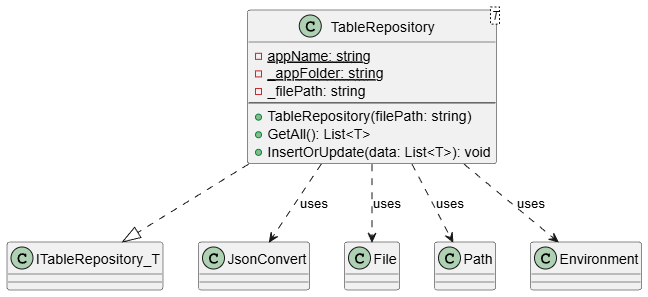 T
C TableRepository
appName: string
_appFolder: string
_filePath: string
TableRepository(filePath: string)
GetAll(): List<T>
InsertOrUpdate(data: List<T>): void
uses uses uses uses
C ITableRepository_T C JsonConvert C File C Path C Environment